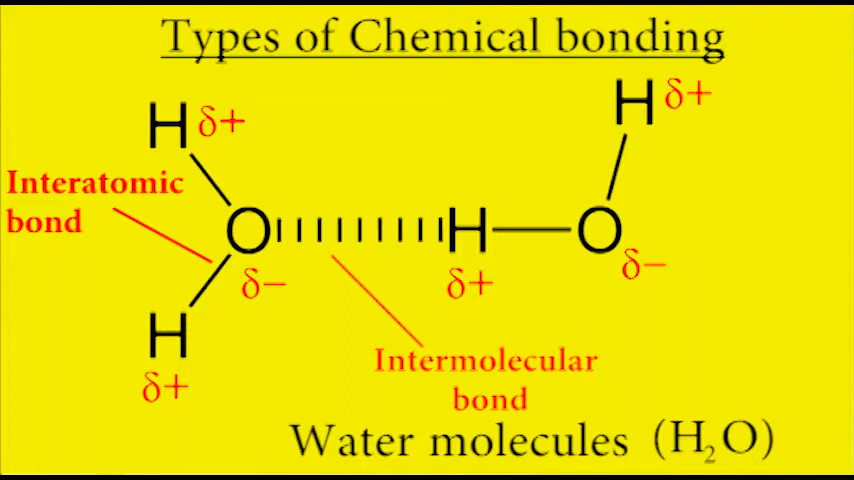 Types of Chemical bonding
H δ+
H δ+
Interatomic
bond
O
H
O
δ−
δ+
δ−
H
δ+
Intermolecular
bond
Water molecules (H₂O)